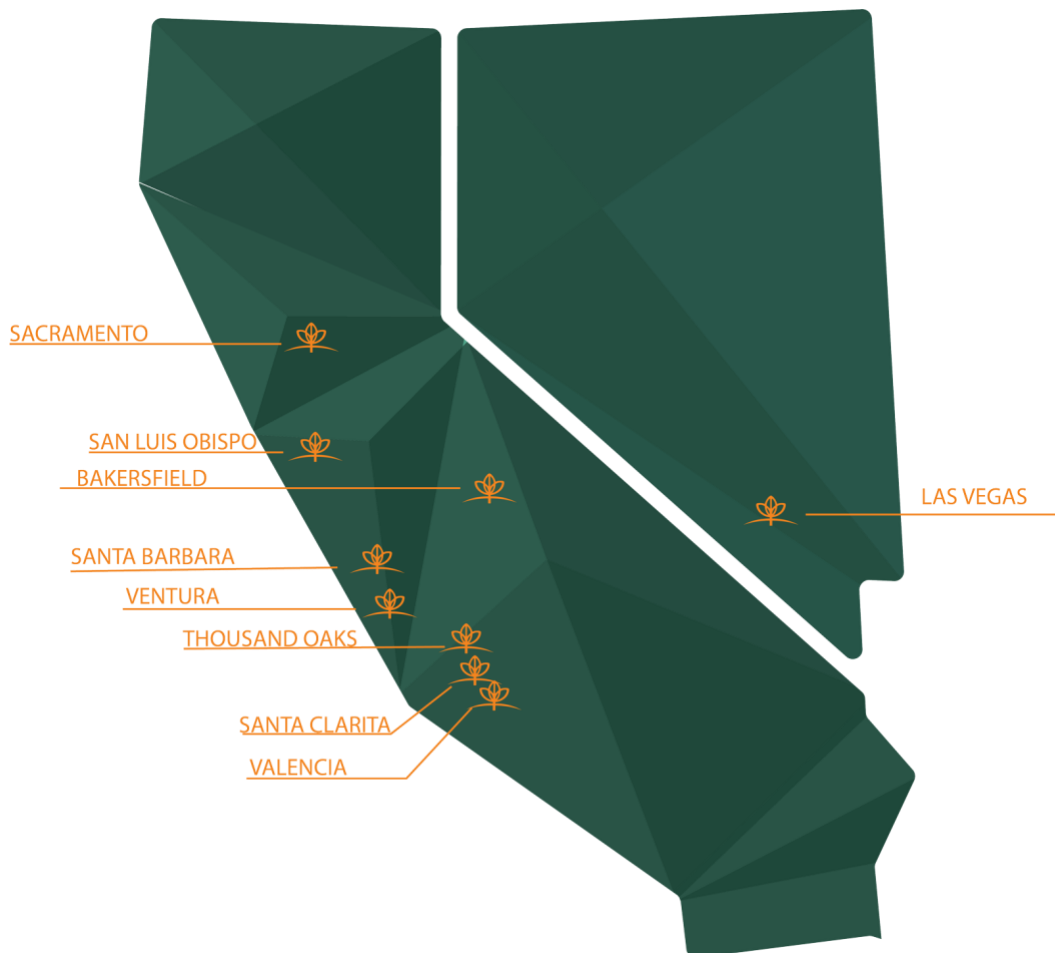 SACRAMENTO
SAN LUIS OBISPO
BAKERSFIELD
LAS VEGAS
SANTA BARBARA
VENTURA
THOUSAND OAKS
SANTA CLARITA
VALENCIA